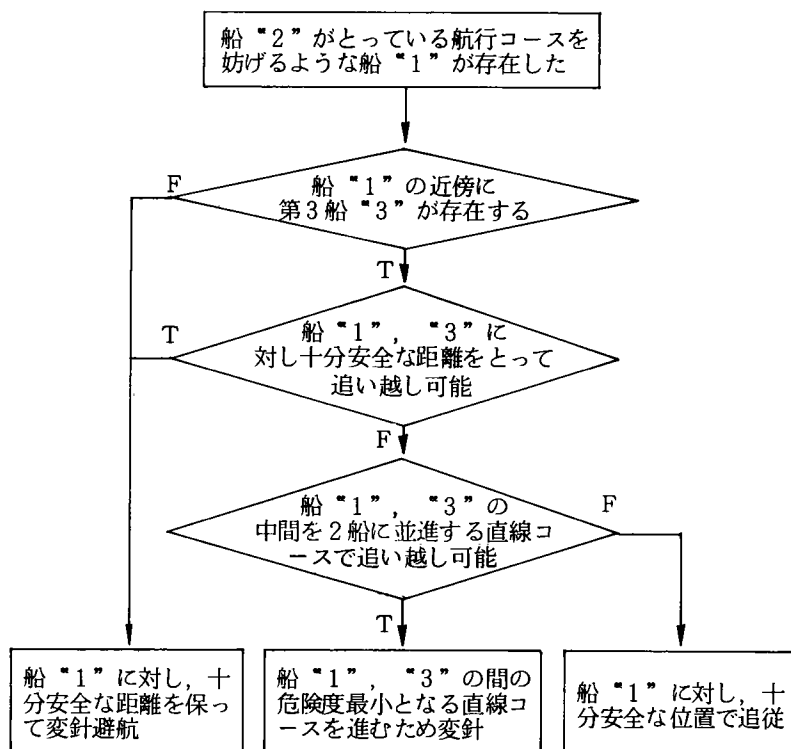 船“2”がとっている航行コースを
妨げるような船“1”が存在した
F
船“1”の近傍に
第3船“3”が存在する
T
T
船“1”，“3”に
対し十分安全な距離をとって
追い越し可能
F
船“1”，“3”の
中間を2船に並進する直線コ
ースで追い越し可能
F
T
船“1”に対し，十
分安全な距離を保っ
て変針避航
船“1”，“3”の間の
危険度最小となる直線コ
ースを進むため変針
船“1”に対し，十
分安全な位置で追従